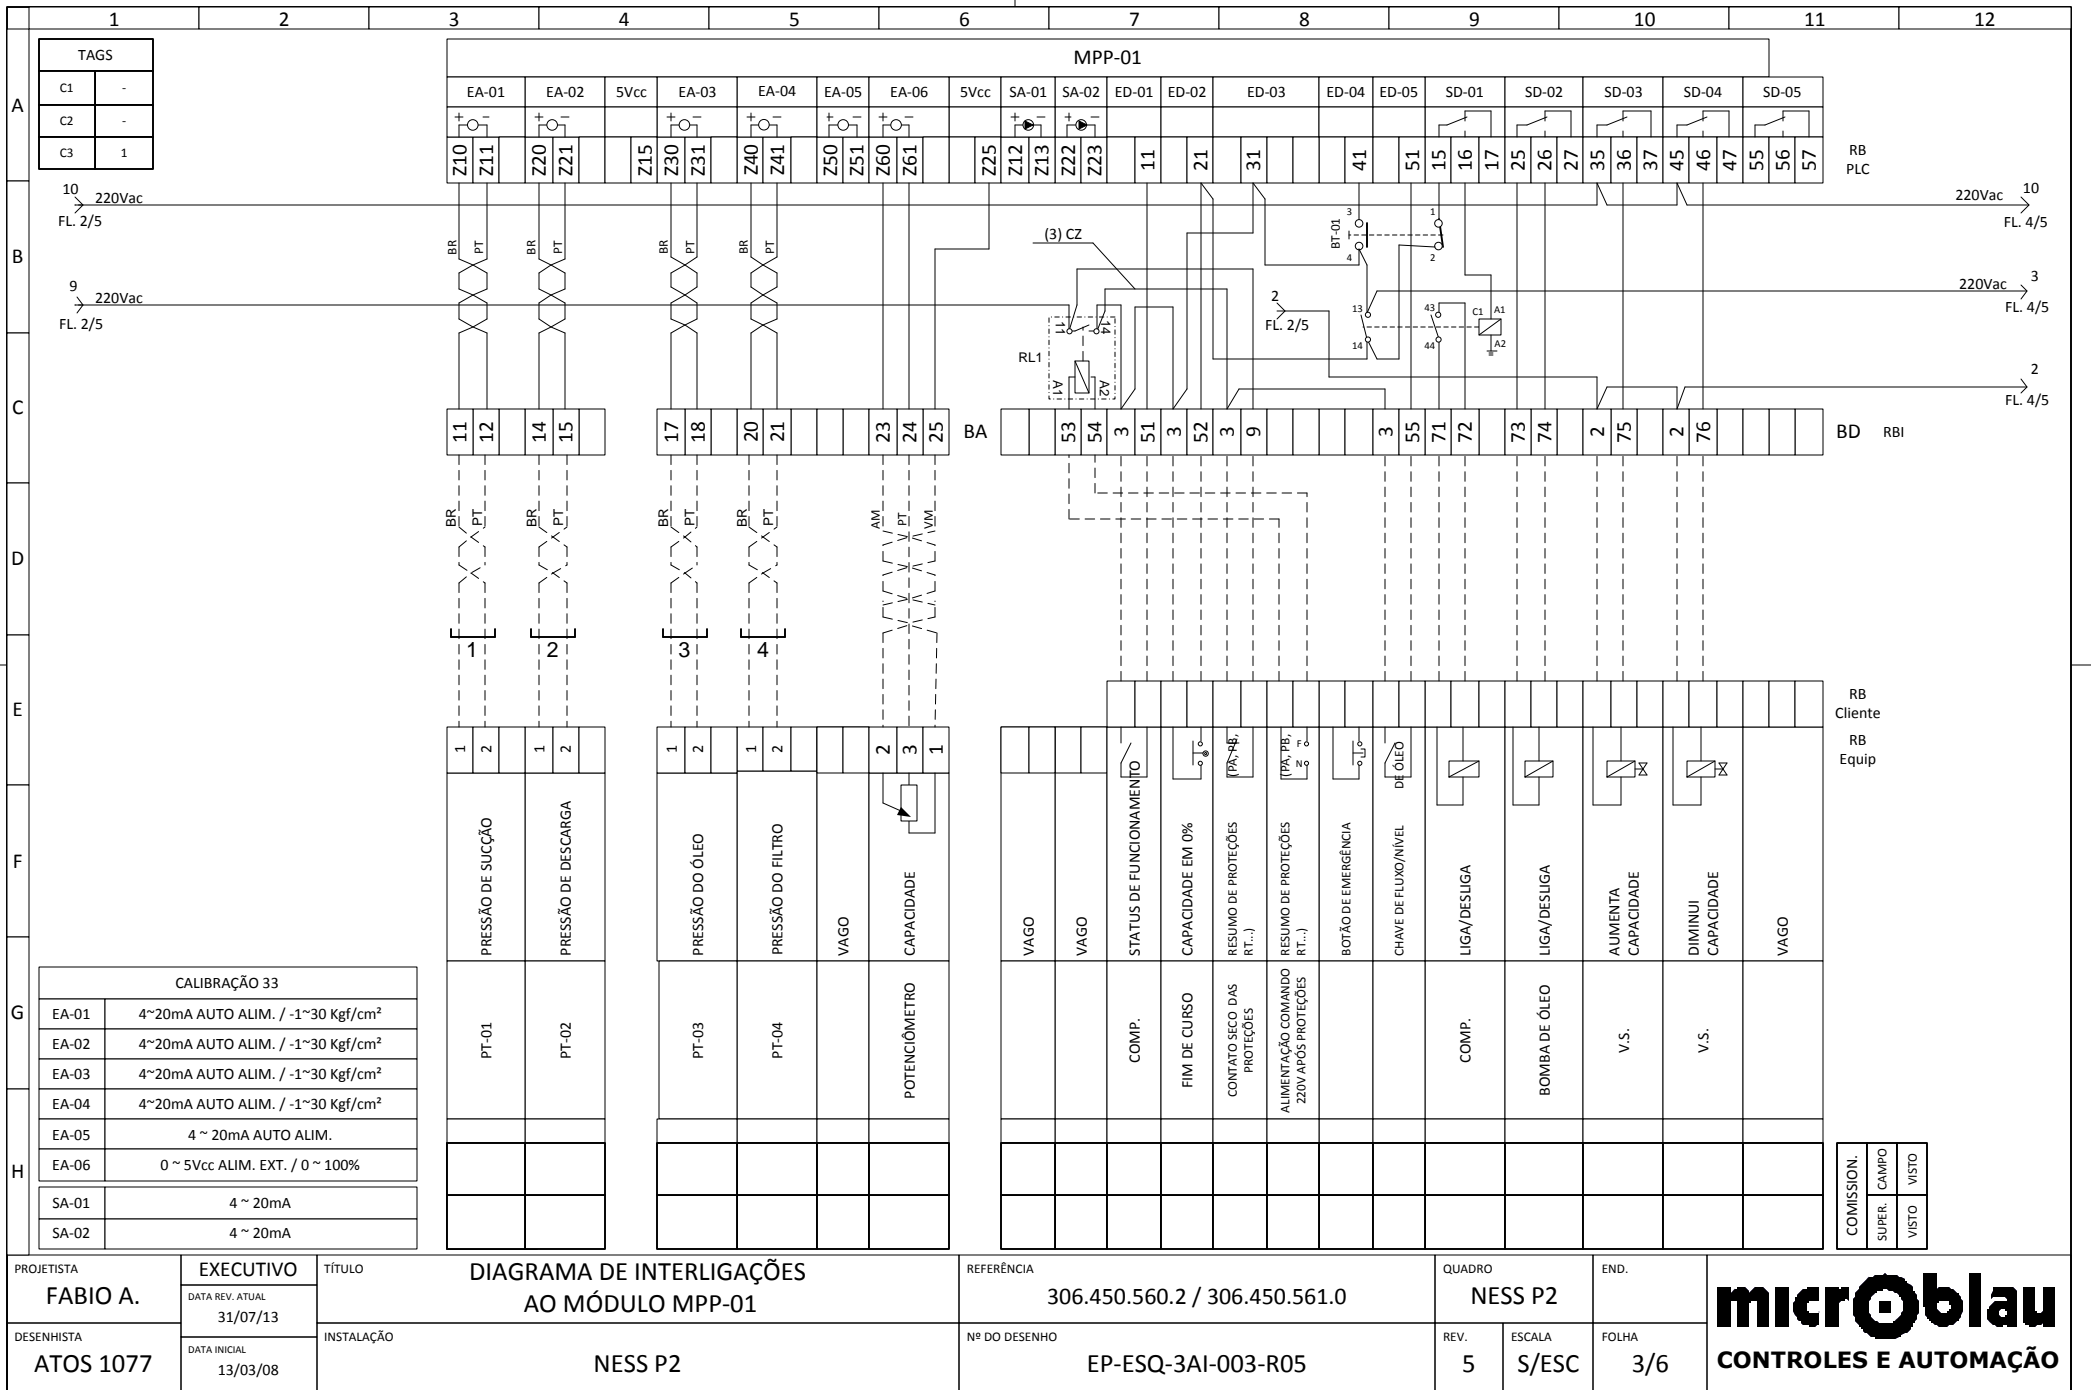 1 2 3 4 5 6 7 8 9 10 11 12
A
B
C
D
E
F
G
H
TAGS
C1 -
C2 -
C3 1
MPP-01
EA-01 EA-02 5Vcc EA-03 EA-04 EA-05 EA-06 5Vcc SA-01 SA-02 ED-01 ED-02 ED-03 ED-04 ED-05 SD-01 SD-02 SD-03 SD-04 SD-05
+ - + - + - + - + - + - + - + -
Z10 Z11 Z20 Z21 Z15 Z30 Z31 Z40 Z41 Z50 Z51 Z60 Z61 Z25 Z12 Z13 Z22 Z23 11 21 31 41 51 15 16 17 25 26 27 35 36 37 45 46 47 55 56 57
RB
PLC
10 220Vac
FL. 2/5
220Vac 10
FL. 4/5
BR PT BR PT BR PT BR PT
(3) CZ
BT-01
3 4 1 2
9 220Vac
FL. 2/5
2
FL. 2/5
220Vac 3
FL. 4/5
13 14 43 44 C1 A1 A2
RL1
11 14 A1 A2
2
FL. 4/5
11 12 14 15 17 18 20 21 23 24 25
BA
53 54 3 51 3 52 3 9 3 55 71 72 73 74 2 75 2 76
BD RBI
BR PT BR PT BR PT BR PT AM PT VM
1 2 3 4
RB
Cliente
RB
Equip
1 2 1 2 1 2 1 2 2 3 1
PRESSÃO DE SUCÇÃO
PRESSÃO DE DESCARGA
PRESSÃO DO ÓLEO
PRESSÃO DO FILTRO
VAGO
CAPACIDADE
VAGO
VAGO
STATUS DE FUNCIONAMENTO
CAPACIDADE EM 0%
RESUMO DE PROTEÇÕES (PA, PB,
RT...)
RESUMO DE PROTEÇÕES (PA, PB,
RT...)
F
N
BOTÃO DE EMERGÊNCIA
CHAVE DE FLUXO/NÍVEL DE ÓLEO
LIGA/DESLIGA
LIGA/DESLIGA
AUMENTA
CAPACIDADE
DIMINUI
CAPACIDADE
VAGO
PT-01
PT-02
PT-03
PT-04
POTENCIÔMETRO
COMP.
FIM DE CURSO
CONTATO SECO DAS
PROTEÇÕES
ALIMENTAÇÃO COMANDO
220V APÓS PROTEÇÕES
COMP.
BOMBA DE ÓLEO
V.S.
V.S.
CALIBRAÇÃO 33
EA-01 4~20mA AUTO ALIM. / -1~30 Kgf/cm²
EA-02 4~20mA AUTO ALIM. / -1~30 Kgf/cm²
EA-03 4~20mA AUTO ALIM. / -1~30 Kgf/cm²
EA-04 4~20mA AUTO ALIM. / -1~30 Kgf/cm²
EA-05 4 ~ 20mA AUTO ALIM.
EA-06 0 ~ 5Vcc ALIM. EXT. / 0 ~ 100%
SA-01 4 ~ 20mA
SA-02 4 ~ 20mA
COMISSION.
SUPER. CAMPO
VISTO VISTO
PROJETISTA
FABIO A.
DESENHISTA
ATOS 1077
EXECUTIVO
DATA REV. ATUAL
31/07/13
DATA INICIAL
13/03/08
TÍTULO
DIAGRAMA DE INTERLIGAÇÕES
AO MÓDULO MPP-01
INSTALAÇÃO
NESS P2
REFERÊNCIA
306.450.560.2 / 306.450.561.0
Nº DO DESENHO
EP-ESQ-3AI-003-R05
QUADRO
NESS P2
END.
REV.
5
ESCALA
S/ESC
FOLHA
3/6
microblau
CONTROLES E AUTOMAÇÃO